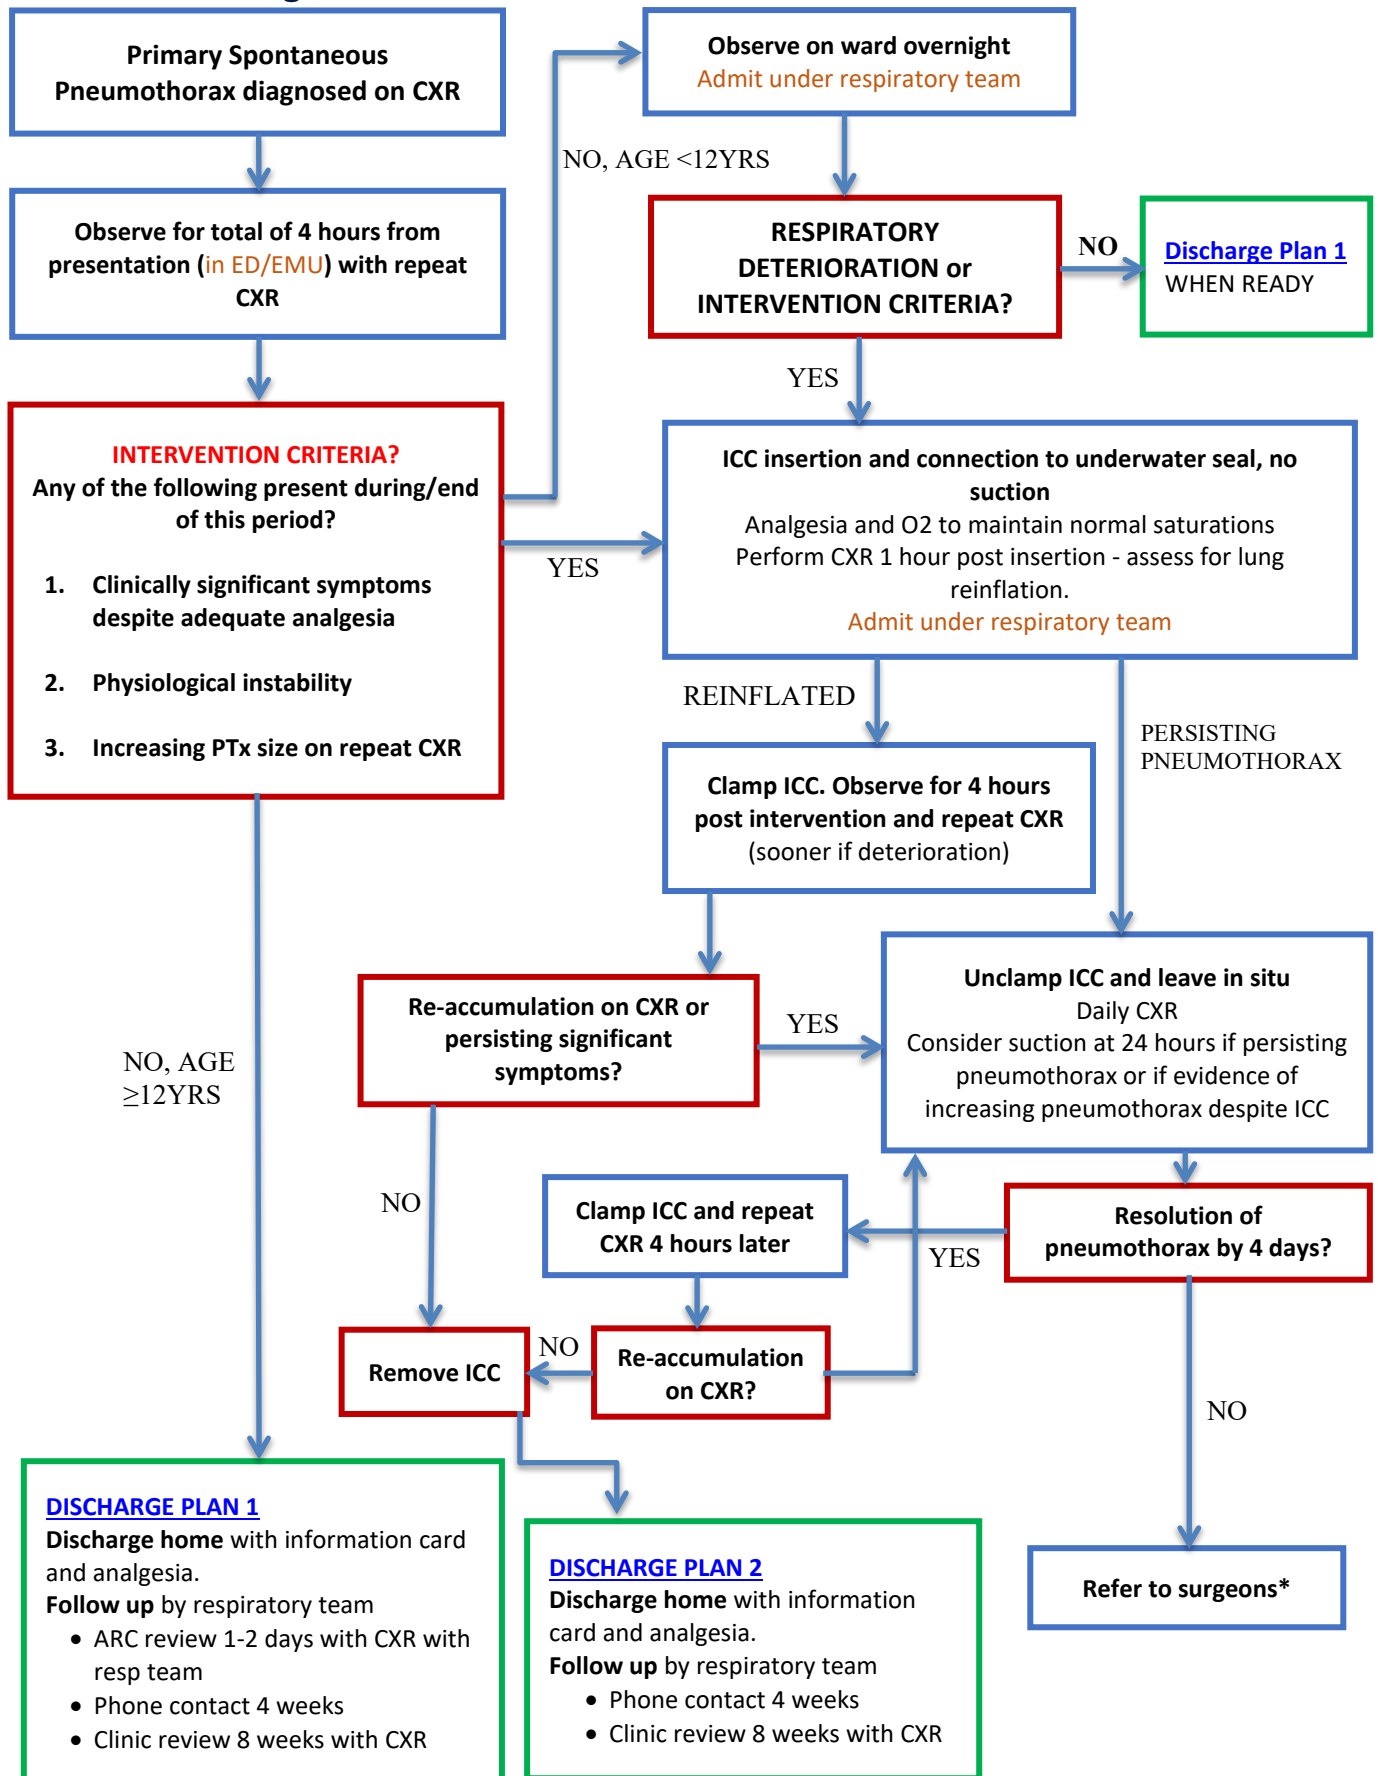 Primary Spontaneous
Pneumothorax diagnosed on CXR
Observe for total of 4 hours from
presentation (in ED/EMU) with repeat
CXR
INTERVENTION CRITERIA?
Any of the following present during/end
of this period?
1. Clinically significant symptoms
despite adequate analgesia
2. Physiological instability
3. Increasing PTx size on repeat CXR
NO, AGE <12YRS
Observe on ward overnight
Admit under respiratory team
RESPIRATORY
DETERIORATION or
INTERVENTION CRITERIA?
NO
Discharge Plan 1
WHEN READY
YES
YES
ICC insertion and connection to underwater seal, no
suction
Analgesia and O2 to maintain normal saturations
Perform CXR 1 hour post insertion - assess for lung
reinflation.
Admit under respiratory team
REINFLATED
PERSISTING
PNEUMOTHORAX
Clamp ICC. Observe for 4 hours
post intervention and repeat CXR
(sooner if deterioration)
Re-accumulation on CXR or
persisting significant
symptoms?
YES
Unclamp ICC and leave in situ
Daily CXR
Consider suction at 24 hours if persisting
pneumothorax or if evidence of
increasing pneumothorax despite ICC
NO, AGE
≥12YRS
NO
Clamp ICC and repeat
CXR 4 hours later
YES
Resolution of
pneumothorax by 4 days?
Remove ICC
NO
Re-accumulation
on CXR?
NO
DISCHARGE PLAN 1
Discharge home with information card
and analgesia.
Follow up by respiratory team
• ARC review 1-2 days with CXR with
resp team
• Phone contact 4 weeks
• Clinic review 8 weeks with CXR
DISCHARGE PLAN 2
Discharge home with information
card and analgesia.
Follow up by respiratory team
• Phone contact 4 weeks
• Clinic review 8 weeks with CXR
Refer to surgeons*